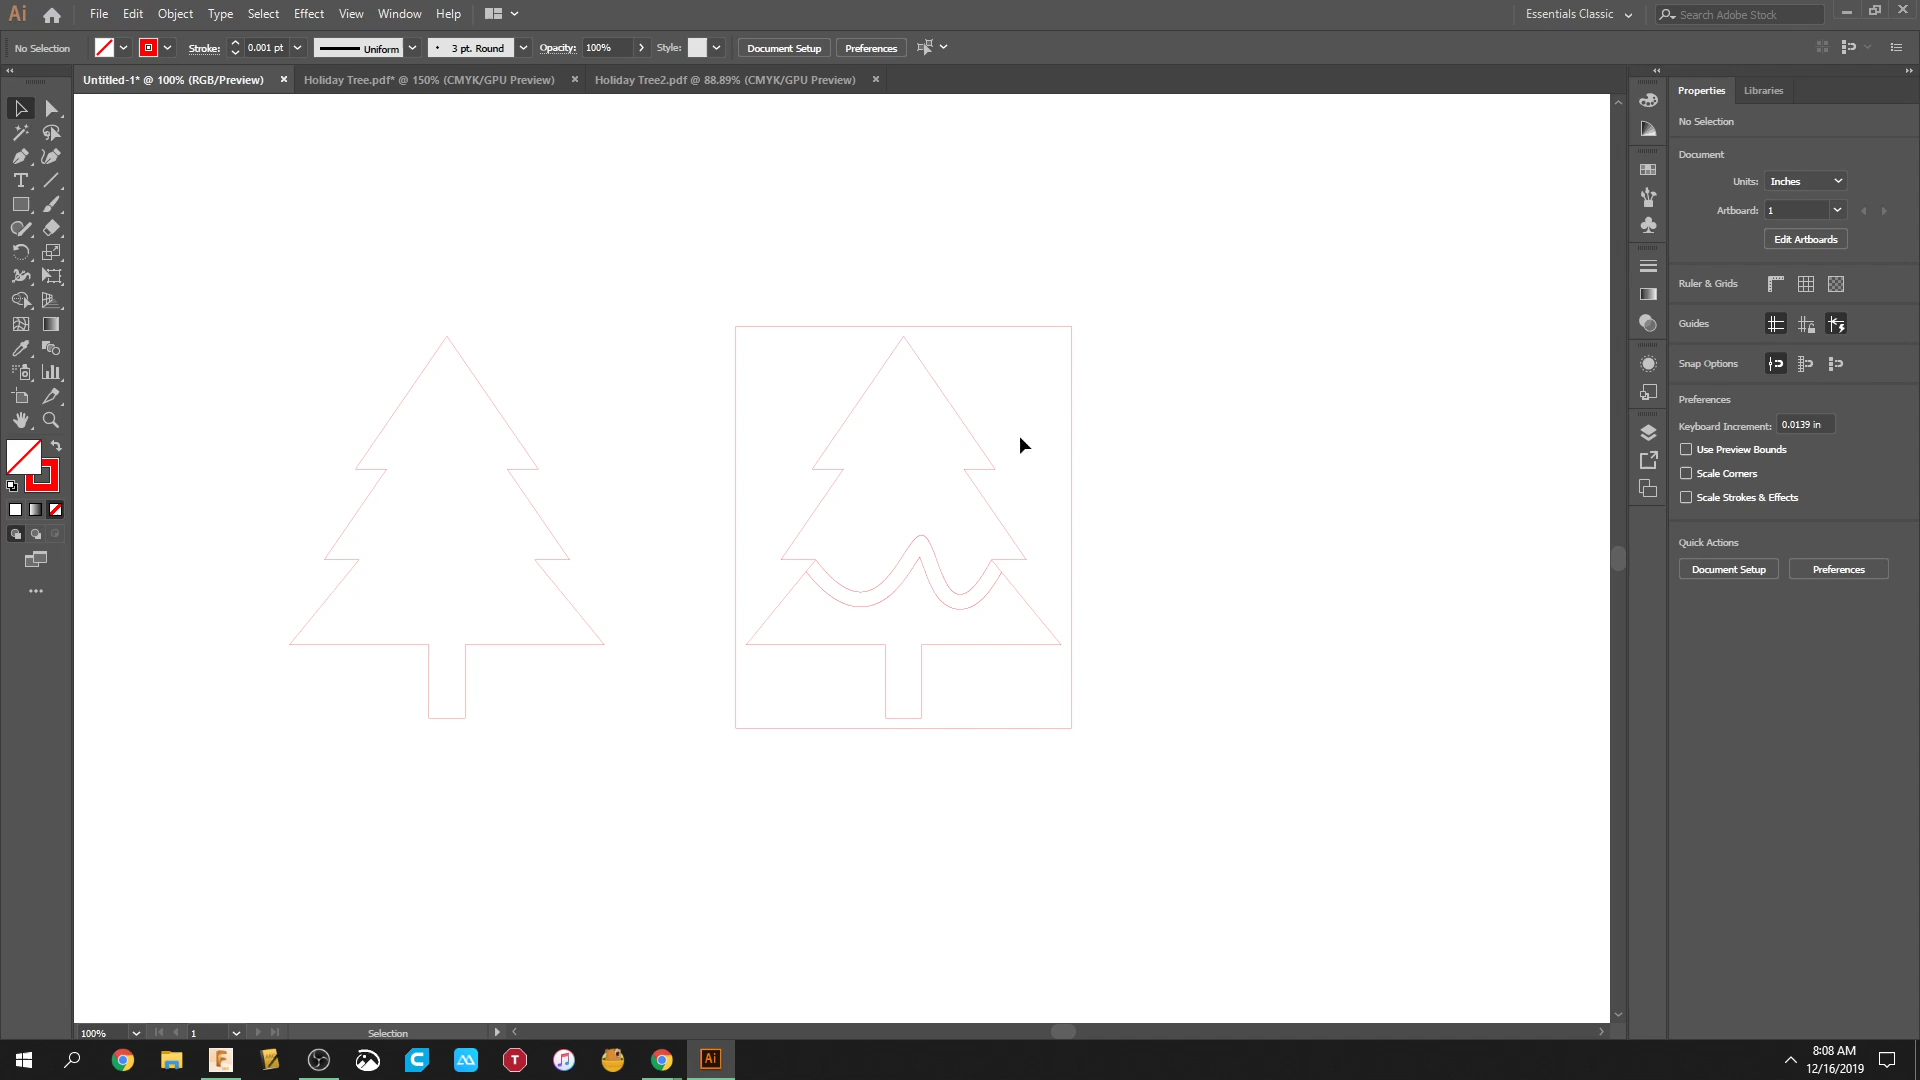 Ai File Edit Object Type Select Effect View Window Help Essentials Classic Search Adobe Stock
No Selection Stroke: 0.001 pt Uniform 3 pt. Round Opacity: 100% Style: Document Setup Preferences
Untitled-1* @ 100% (RGB/Preview) Holiday Tree.pdf* @ 150% (CMYK/GPU Preview) Holiday Tree2.pdf @ 88.89% (CMYK/GPU Preview)
Properties Libraries
No Selection
Document
Units: Inches
Artboard: 1
Edit Artboards
Ruler & Grids
Guides
Snap Options
Preferences
Keyboard Increment: 0.0139 in
Use Preview Bounds
Scale Corners
Scale Strokes & Effects
Quick Actions
Document Setup Preferences
100% 1 Selection
8:08 AM
12/16/2019